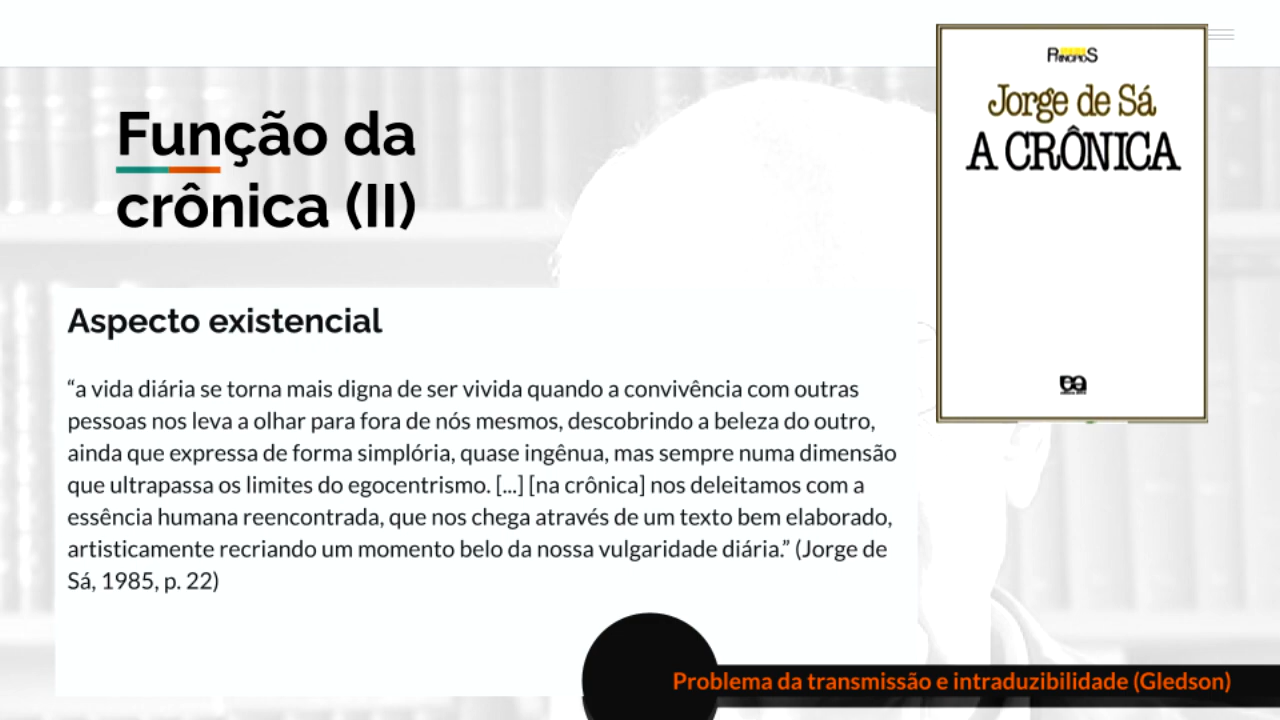 Função da
crônica (II)
Aspecto existencial
“a vida diária se torna mais digna de ser vivida quando a convivência com outras
pessoas nos leva a olhar para fora de nós mesmos, descobrindo a beleza do outro,
ainda que expressa de forma simplória, quase ingênua, mas sempre numa dimensão
que ultrapassa os limites do egocentrismo. [...] [na crônica] nos deleitamos com a
essência humana reencontrada, que nos chega através de um texto bem elaborado,
artisticamente recriando um momento belo da nossa vulgaridade diária.” (Jorge de
Sá, 1985, p. 22)
PRINCÍPIOS
Jorge de Sá
A CRÔNICA
Problema da transmissão e intraduzibilidade (Gledson)